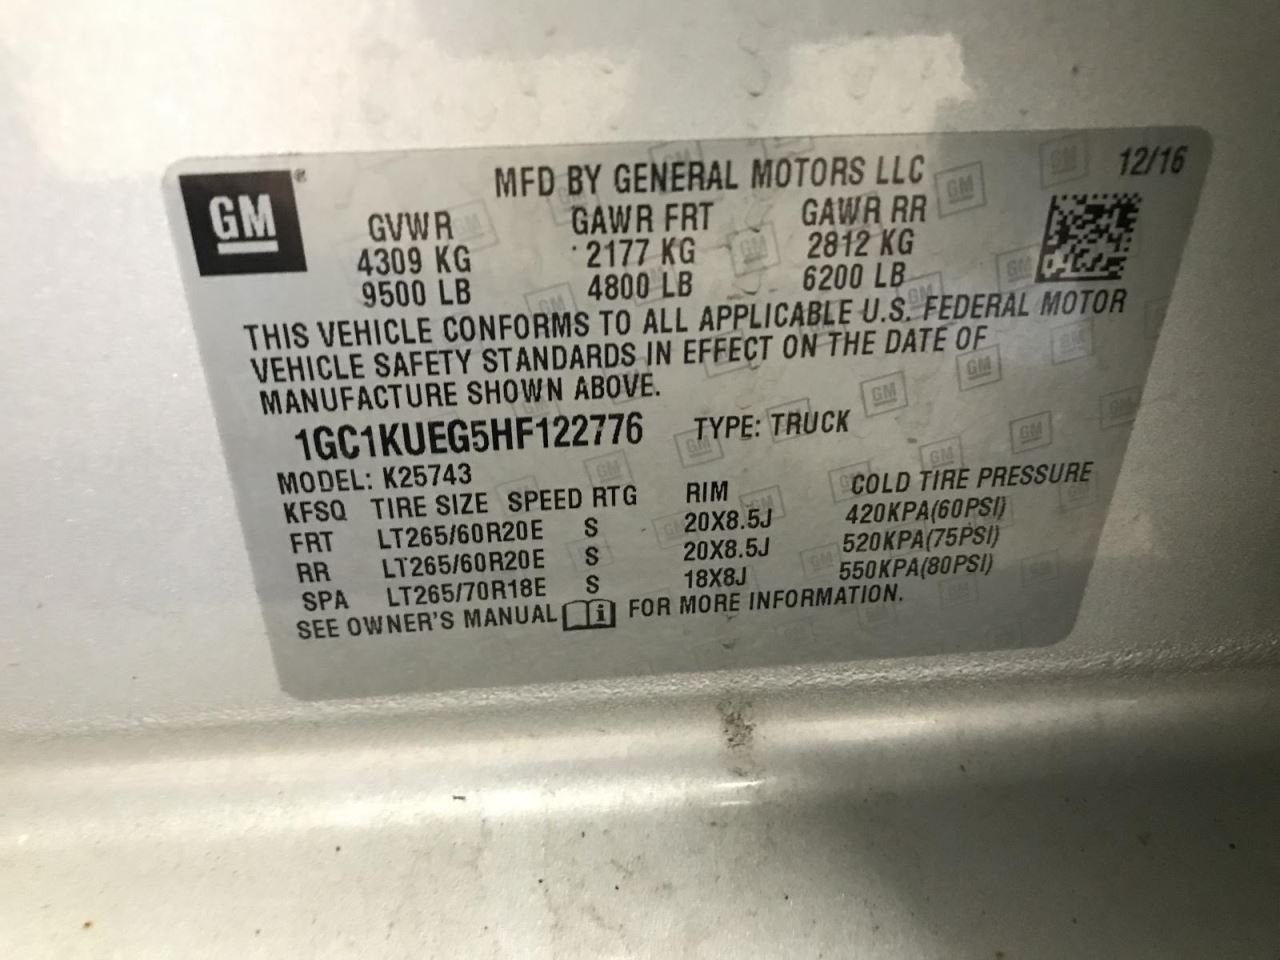 GM®
MFD BY GENERAL MOTORS LLC 12/16
GVWR GAWR FRT GAWR RR
4309 KG 2177 KG 2812 KG
9500 LB 4800 LB 6200 LB
THIS VEHICLE CONFORMS TO ALL APPLICABLE U.S. FEDERAL MOTOR
VEHICLE SAFETY STANDARDS IN EFFECT ON THE DATE OF
MANUFACTURE SHOWN ABOVE.
1GC1KUEG5HF122776 TYPE: TRUCK
MODEL: K25743
KFSQ TIRE SIZE SPEED RTG RIM COLD TIRE PRESSURE
FRT LT265/60R20E S 20X8.5J 420KPA(60PSI)
RR LT265/60R20E S 20X8.5J 520KPA(75PSI)
SPA LT265/70R18E S 18X8J 550KPA(80PSI)
SEE OWNER'S MANUAL i FOR MORE INFORMATION.